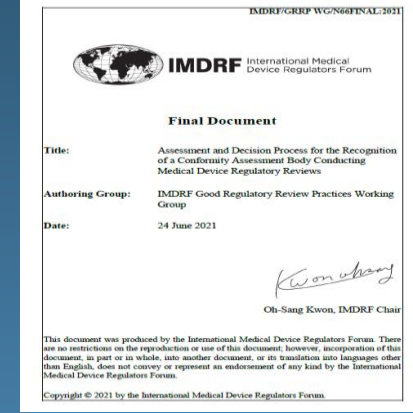 IMDRF/GRRP WG/N66FINAL:2021
IMDRF International Medical
Device Regulators Forum
Final Document
Title: Assessment and Decision Process for the Recognition
of a Conformity Assessment Body Conducting
Medical Device Regulatory Reviews
Authoring Group: IMDRF Good Regulatory Review Practices Working
Group
Date: 24 June 2021
Oh-Sang Kwon, IMDRF Chair
This document was produced by the International Medical Device Regulators Forum. There
are no restrictions on the reproduction or use of this document; however, incorporation of this
document, in part or in whole, into another document, or its translation into languages other
than English, does not convey or represent an endorsement of any kind by the International
Medical Device Regulators Forum.
Copyright © 2021 by the International Medical Device Regulators Forum.